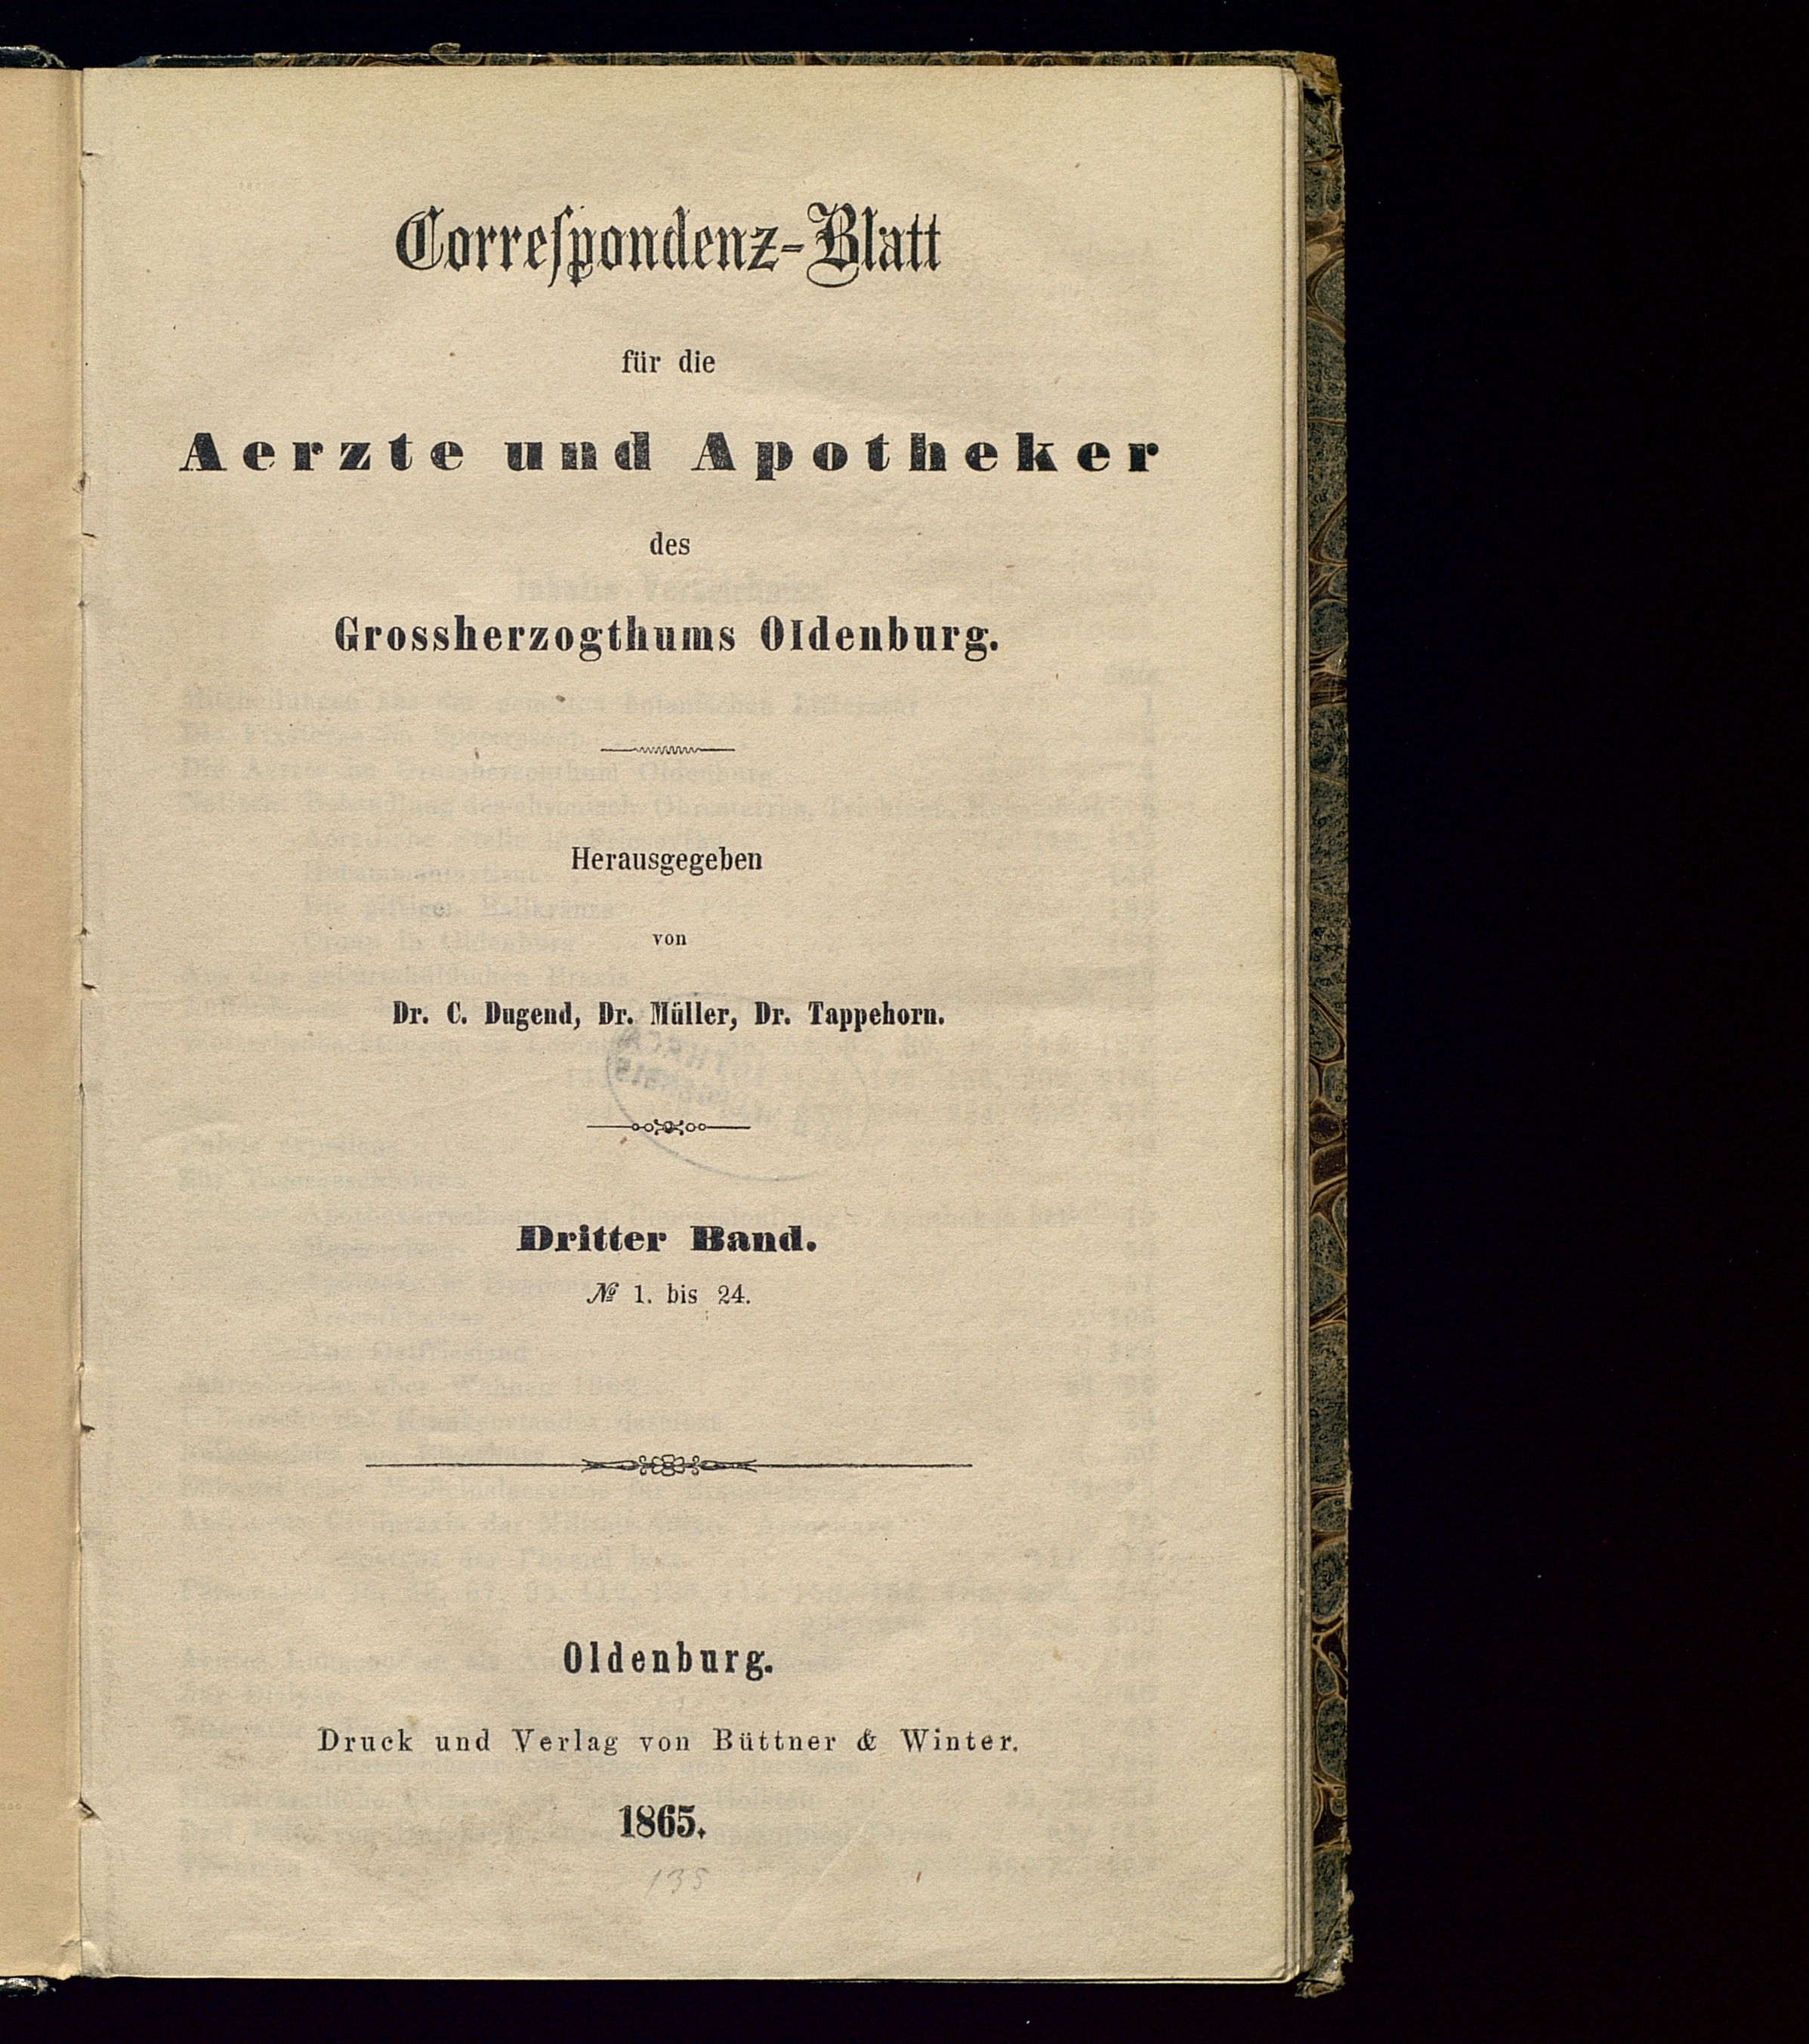 Correſpondenz-Blatt
für die
Aerzte und Apotheker
des
Grossherzogthums Oldenburg.
Herausgegeben
von
Dr. C. Dugend, Dr. Müller, Dr. Tappehorn.
Dritter Band.
№ 1. bis 24.
Oldenburg.
Druck und Verlag von Büttner & Winter.
1865.
135